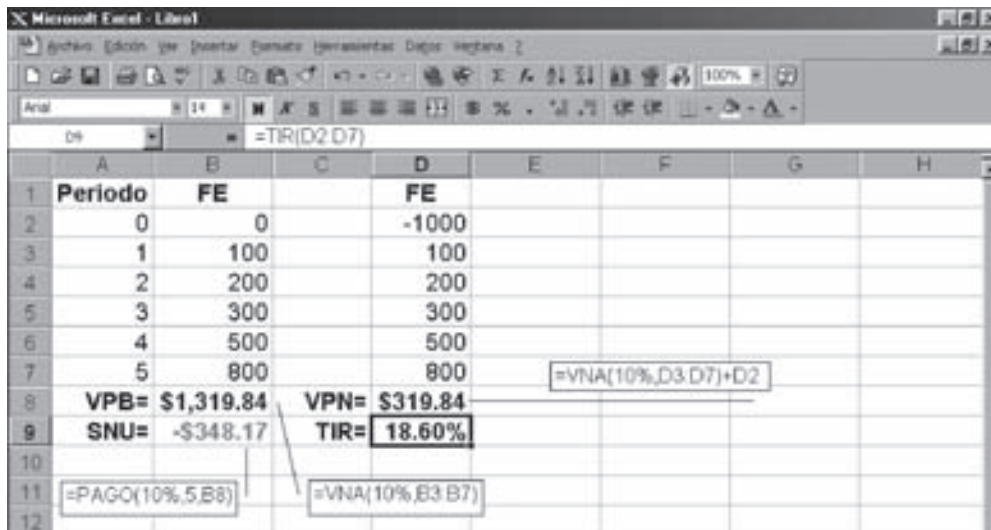 Microsoft Excel - Libro1
Archivo Edición Ver Insertar Formato Herramientas Datos Ventana ?
100%
Arial 14 N K S
D9 = =TIR(D2:D7)
A B C D E F G H
1 Periodo FE FE
2 0 0 -1000
3 1 100 100
4 2 200 200
5 3 300 300
6 4 500 500
7 5 800 800 =VNA(10%,D3:D7)+D2
8 VPB= $1,319.84 VPN= $319.84
9 SNU= -$348.17 TIR= 18.60%
10
11 =PAGO(10%,5,B8) =VNA(10%,B3:B7)
12